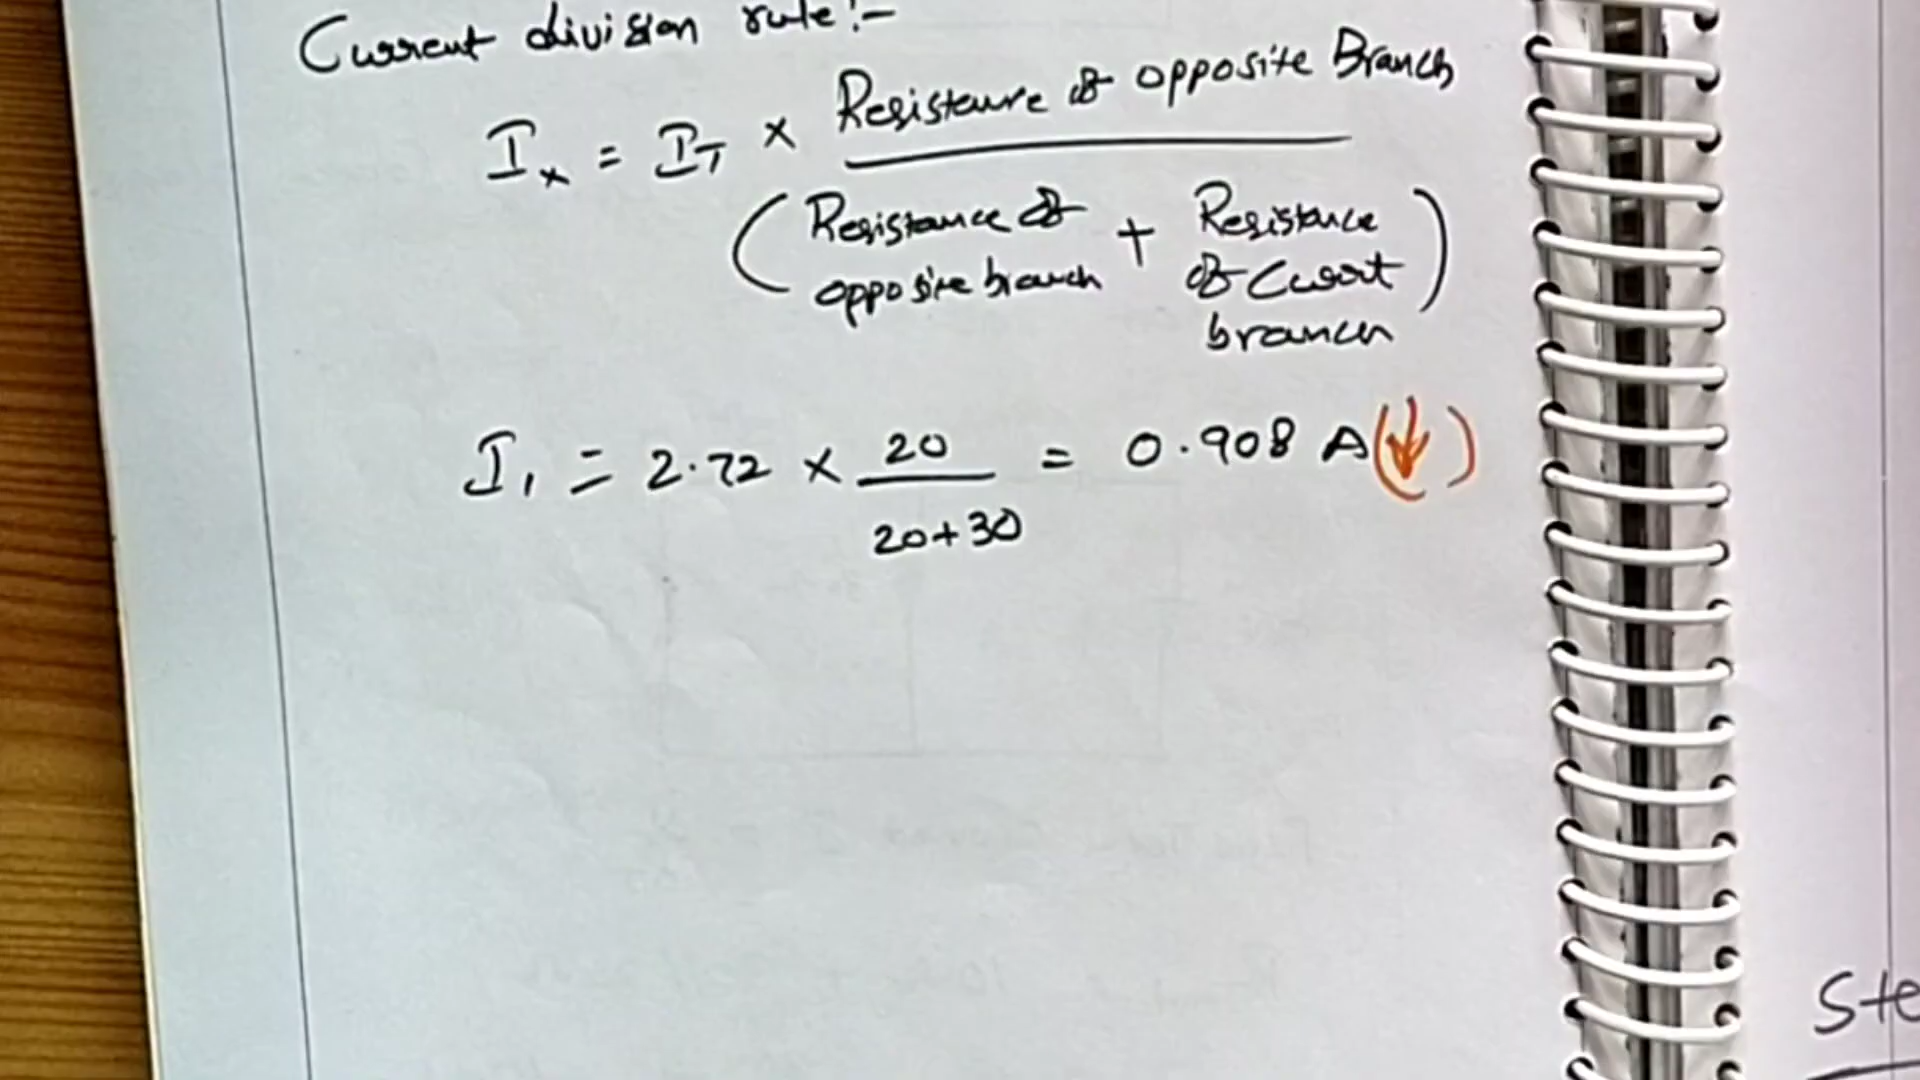 Current division rule:-
Ix = IT × Resistance of opposite Branch
(Resistance of opposite branch + Resistance of Current branch)
I1 = 2.72 × 20 / 20+30 = 0.908 A (↓)
Ste